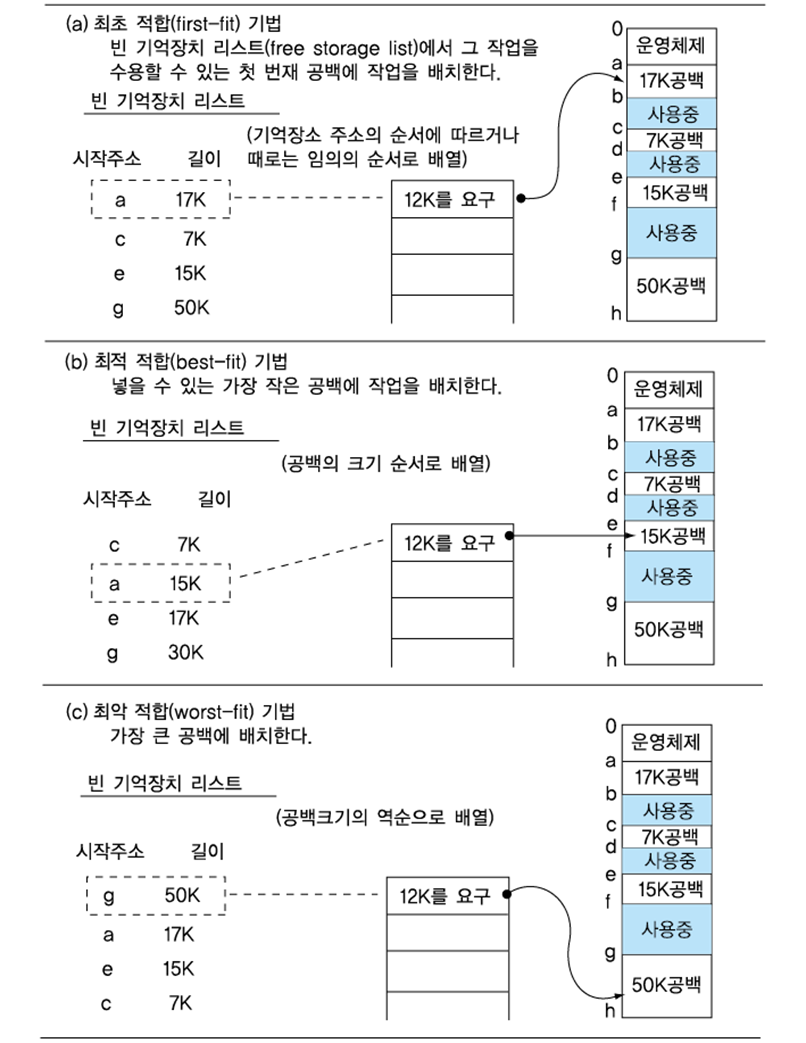 (a) 최초 적합(first-fit) 기법
빈 기억장치 리스트(free storage list)에서 그 작업을
수용할 수 있는 첫 번재 공백에 작업을 배치한다.
빈 기억장치 리스트
(기억장소 주소의 순서에 따르거나
때로는 임의의 순서로 배열)
시작주소 길이
a 17K
c 7K
e 15K
g 50K
12K를 요구
0
운영체제
a
17K공백
b
사용중
c
7K공백
d
사용중
e
15K공백
f
사용중
g
50K공백
h
(b) 최적 적합(best-fit) 기법
넣을 수 있는 가장 작은 공백에 작업을 배치한다.
빈 기억장치 리스트
(공백의 크기 순서로 배열)
시작주소 길이
c 7K
a 15K
e 17K
g 30K
12K를 요구
0
운영체제
a
17K공백
b
사용중
c
7K공백
d
사용중
e
15K공백
f
사용중
g
50K공백
h
(c) 최악 적합(worst-fit) 기법
가장 큰 공백에 배치한다.
빈 기억장치 리스트
(공백크기의 역순으로 배열)
시작주소 길이
g 50K
a 17K
e 15K
c 7K
12K를 요구
0
운영체제
a
17K공백
b
사용중
c
7K공백
d
사용중
e
15K공백
f
사용중
g
50K공백
h